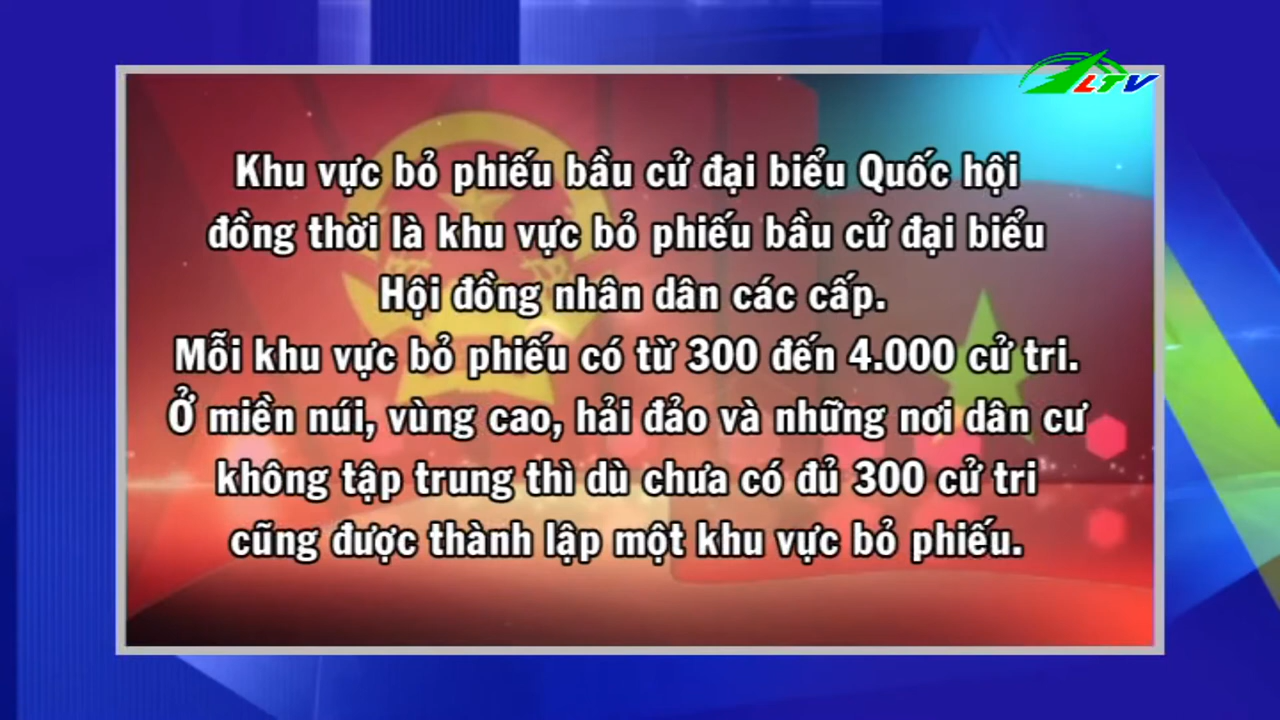 LTV
Khu vực bỏ phiếu bầu cử đại biểu Quốc hội
đồng thời là khu vực bỏ phiếu bầu cử đại biểu
Hội đồng nhân dân các cấp.
Mỗi khu vực bỏ phiếu có từ 300 đến 4.000 cử tri.
Ở miền núi, vùng cao, hải đảo và những nơi dân cư
không tập trung thì dù chưa có đủ 300 cử tri
cũng được thành lập một khu vực bỏ phiếu.